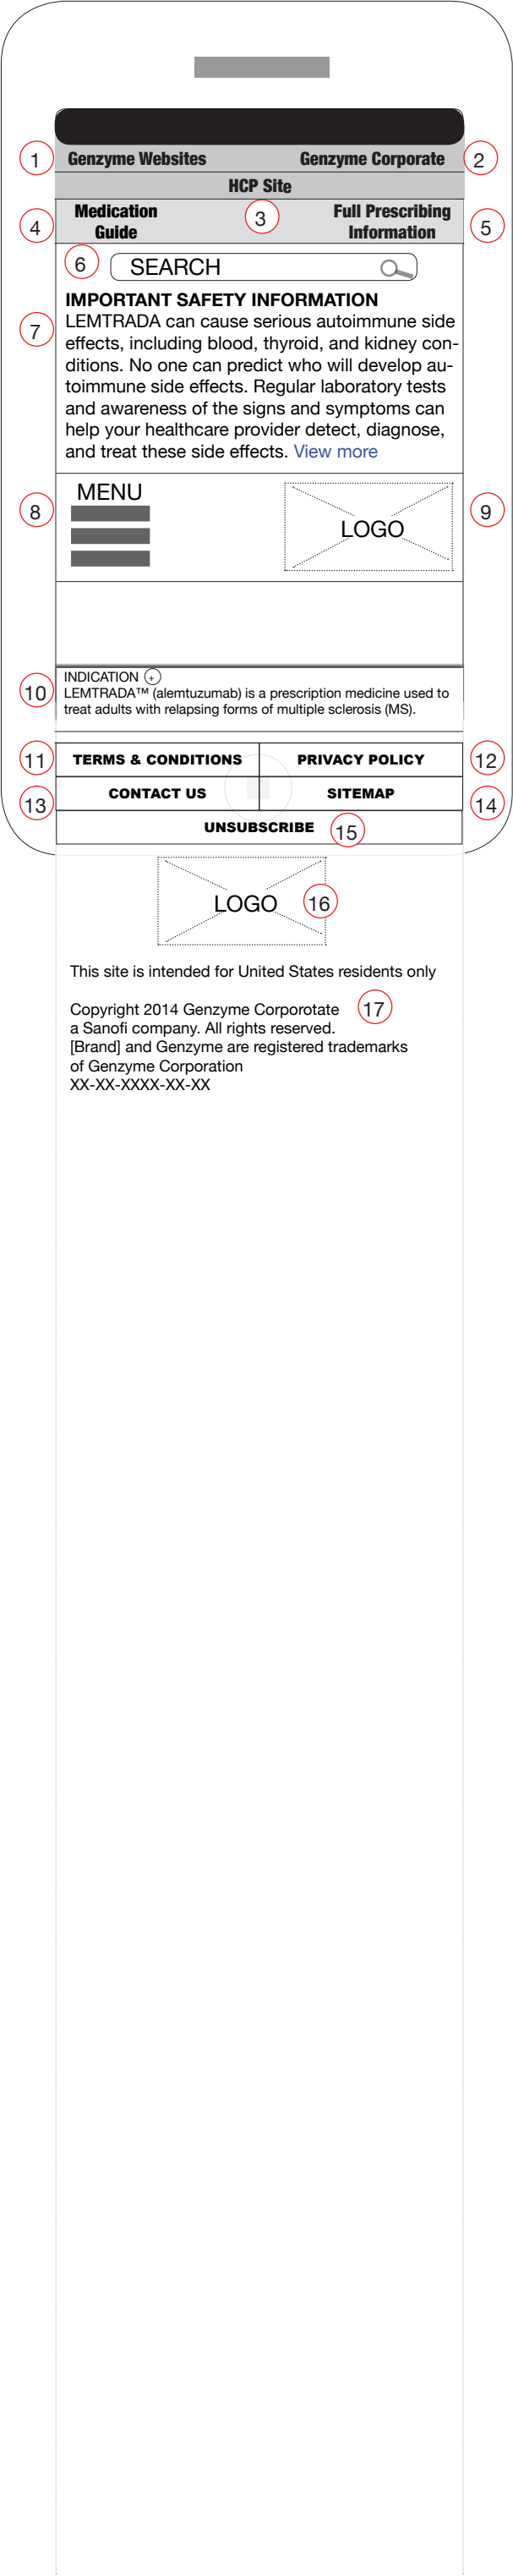 1 Genzyme Websites Genzyme Corporate 2
HCP Site
3
4 Medication Guide
Full Prescribing Information 5
6 SEARCH
IMPORTANT SAFETY INFORMATION
7 LEMTRADA can cause serious autoimmune side
effects, including blood, thyroid, and kidney con-
ditions. No one can predict who will develop au-
toimmune side effects. Regular laboratory tests
and awareness of the signs and symptoms can
help your healthcare provider detect, diagnose,
and treat these side effects. View more
8 MENU
LOGO 9
INDICATION +
10 LEMTRADA™ (alemtuzumab) is a prescription medicine used to
treat adults with relapsing forms of multiple sclerosis (MS).
11 TERMS & CONDITIONS PRIVACY POLICY 12
13 CONTACT US SITEMAP 14
UNSUBSCRIBE 15
LOGO 16
This site is intended for United States residents only
Copyright 2014 Genzyme Corporotate 17
a Sanofi company. All rights reserved.
[Brand] and Genzyme are registered trademarks
of Genzyme Corporation
XX-XX-XXXX-XX-XX